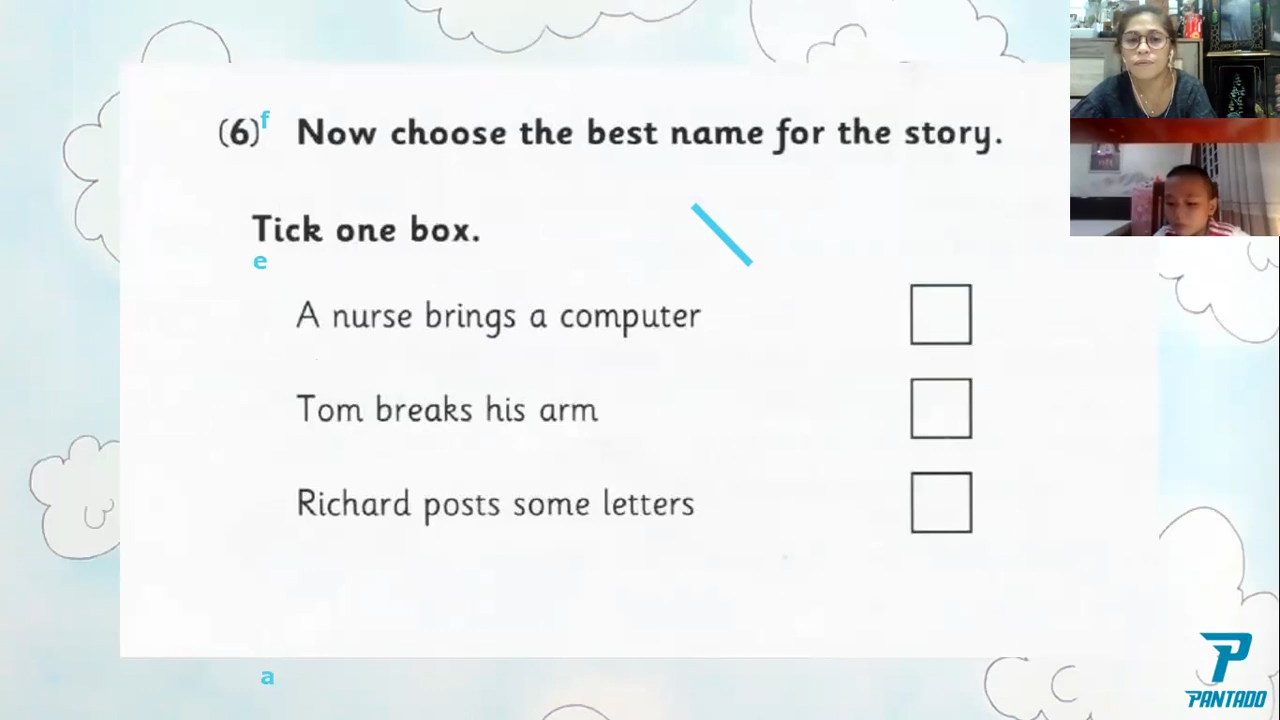 (6) f Now choose the best name for the story.
Tick one box.
e
A nurse brings a computer
Tom breaks his arm
Richard posts some letters
a
PANTADO